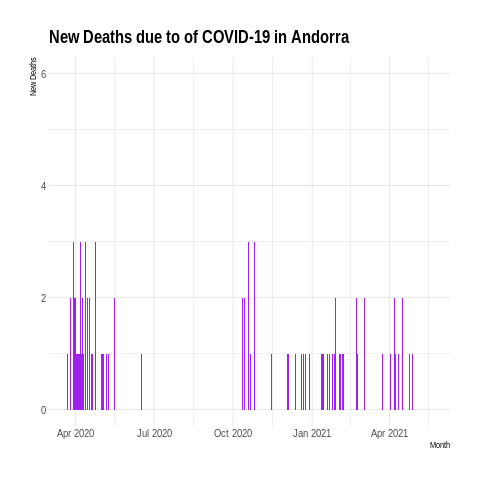 New Deaths due to of COVID-19 in Andorra
New Deaths
6
4
2
0
Apr 2020 Jul 2020 Oct 2020 Jan 2021 Apr 2021
Month